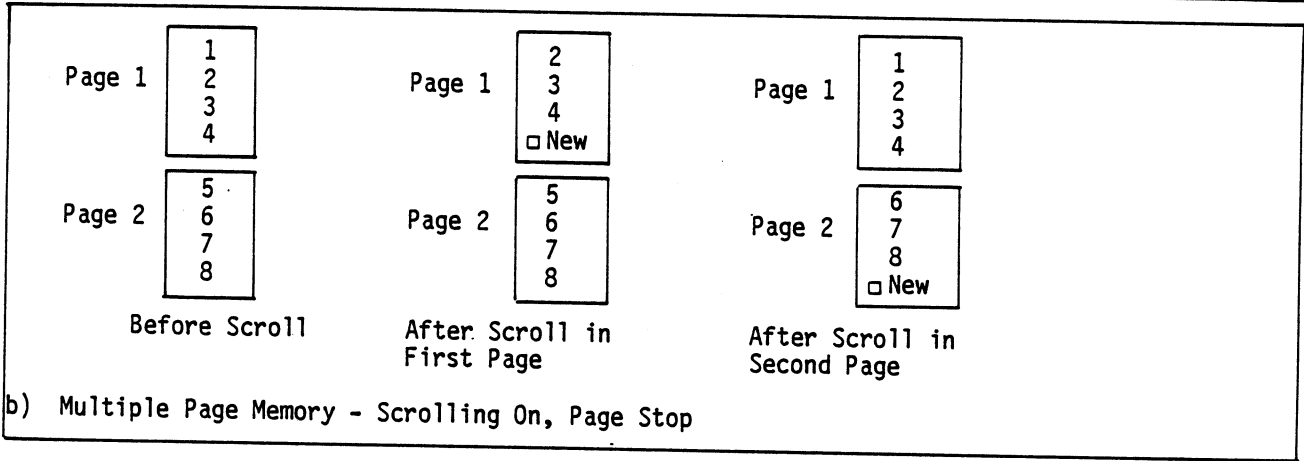 Page 1
1
2
3
4
Page 2
5
6
7
8
Before Scroll
Page 1
2
3
4
□ New
Page 2
5
6
7
8
After Scroll in
First Page
Page 1
1
2
3
4
Page 2
6
7
8
□ New
After Scroll in
Second Page
b) Multiple Page Memory - Scrolling On, Page Stop